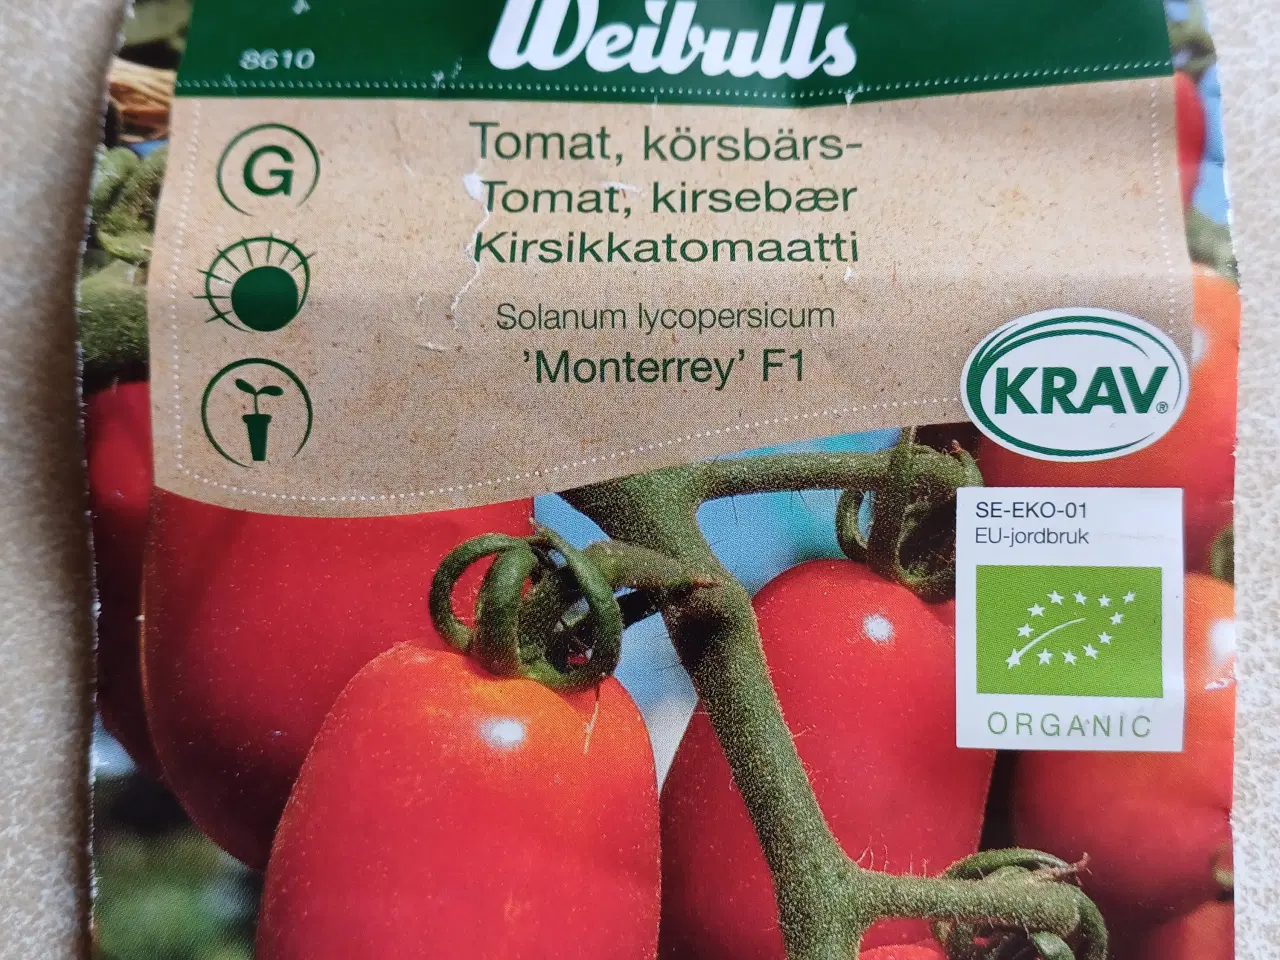 Weibulls
8610
G
Tomat, körsbärs-
Tomat, kirsebær
Kirsikkatomaatti
Solanum lycopersicum
’Monterrey’ F1
KRAV®
SE-EKO-01
EU-jordbruk
ORGANIC